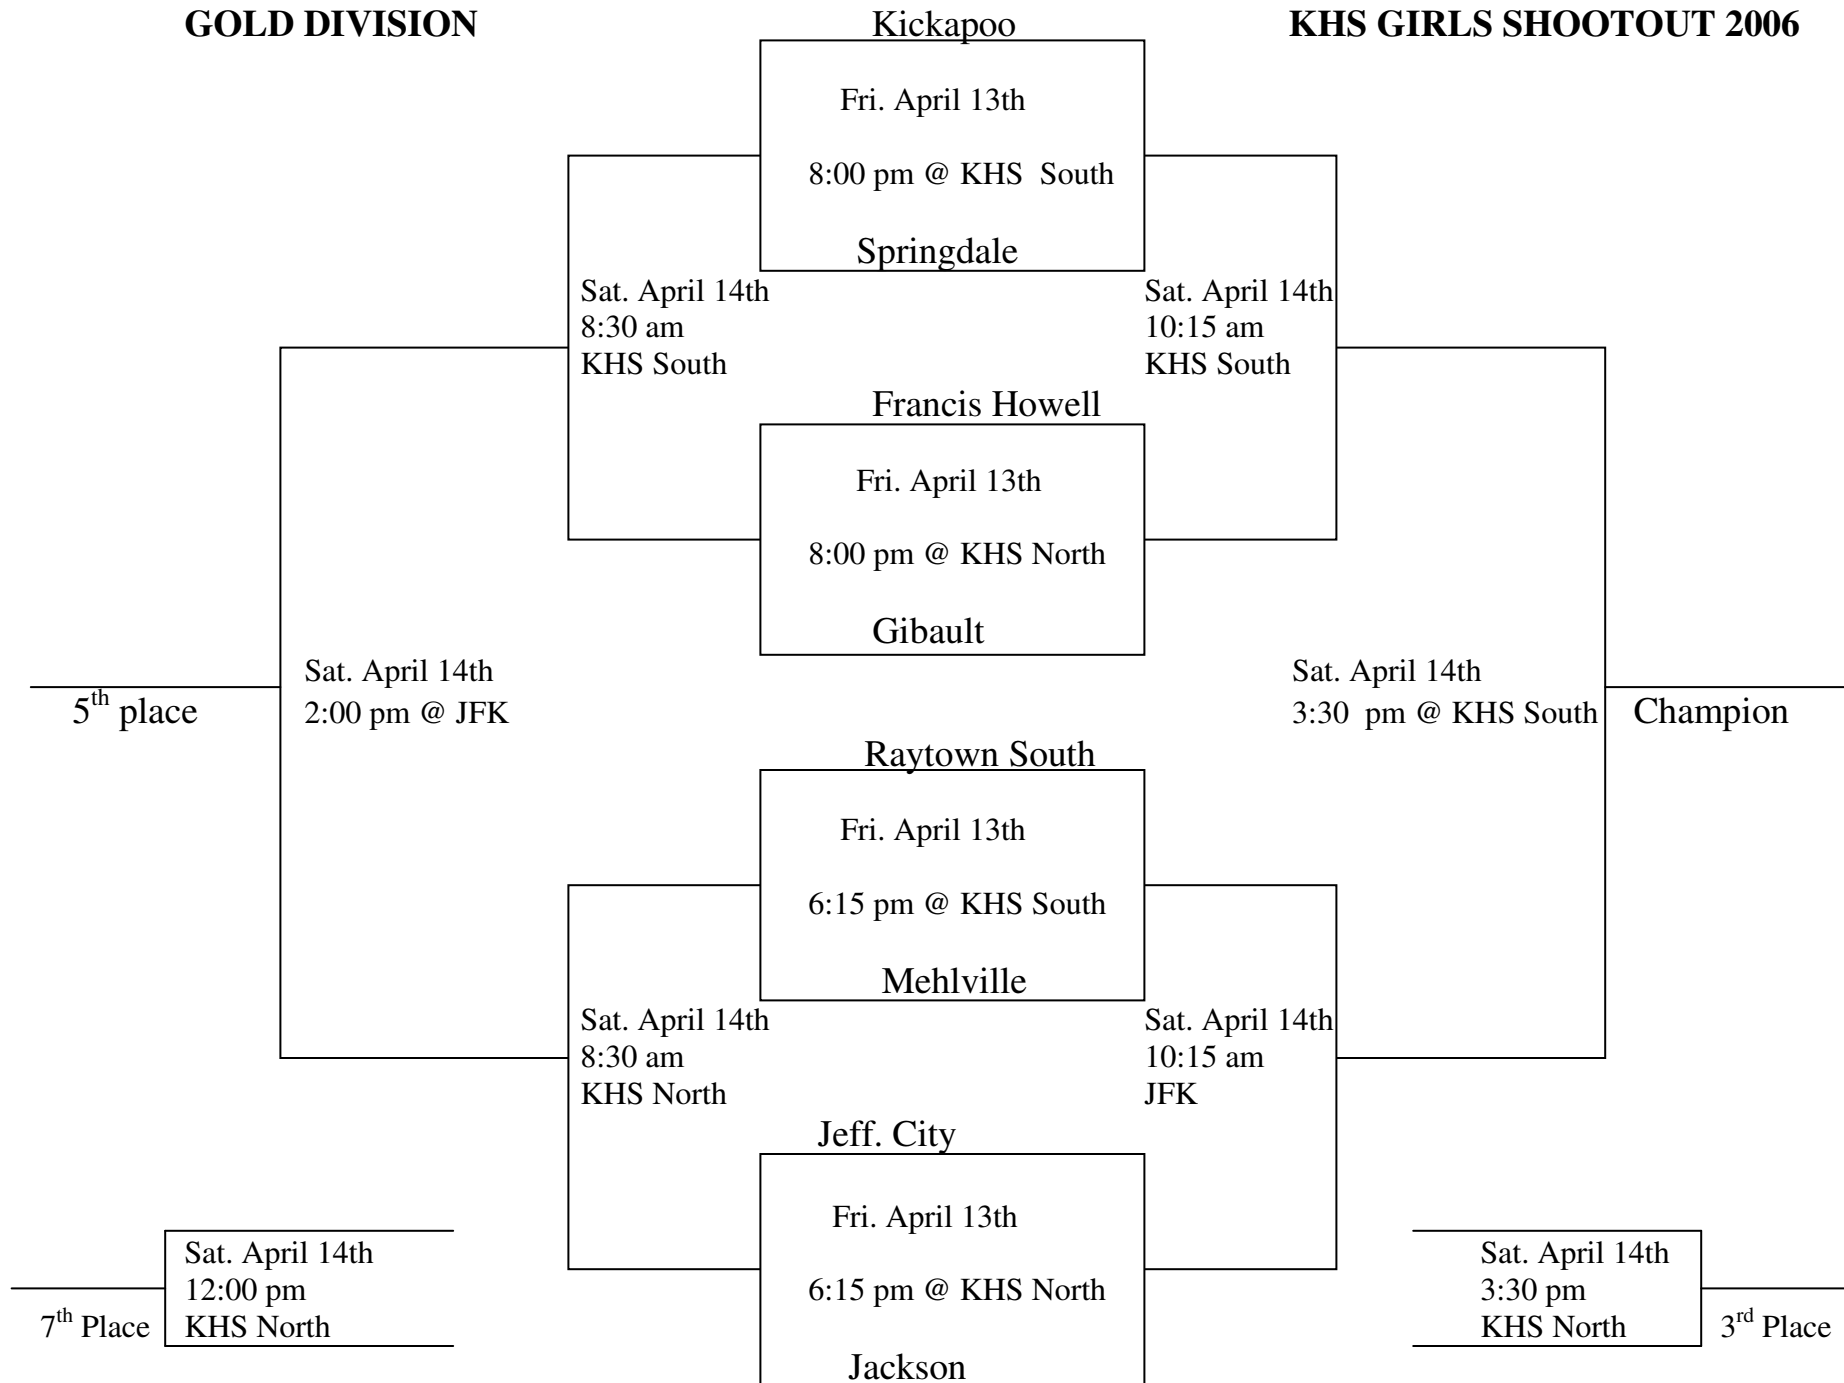 GOLD DIVISION
Kickapoo
KHS GIRLS SHOOTOUT 2006
Fri. April 13th
8:00 pm @ KHS  South
Springdale
Sat. April 14th
8:30 am
KHS South
Sat. April 14th
10:15 am
KHS South
Francis Howell
Fri. April 13th
8:00 pm @ KHS North
Gibault
5th place
Sat. April 14th
2:00 pm @ JFK
Sat. April 14th
3:30  pm @ KHS South
Champion
Raytown South
Fri. April 13th
6:15 pm @ KHS South
Mehlville
Sat. April 14th
8:30 am
KHS North
Sat. April 14th
10:15 am
JFK
Jeff. City
Fri. April 13th
6:15 pm @ KHS North
Jackson
7th Place
Sat. April 14th
12:00 pm
KHS North
Sat. April 14th
3:30 pm
KHS North
3rd Place